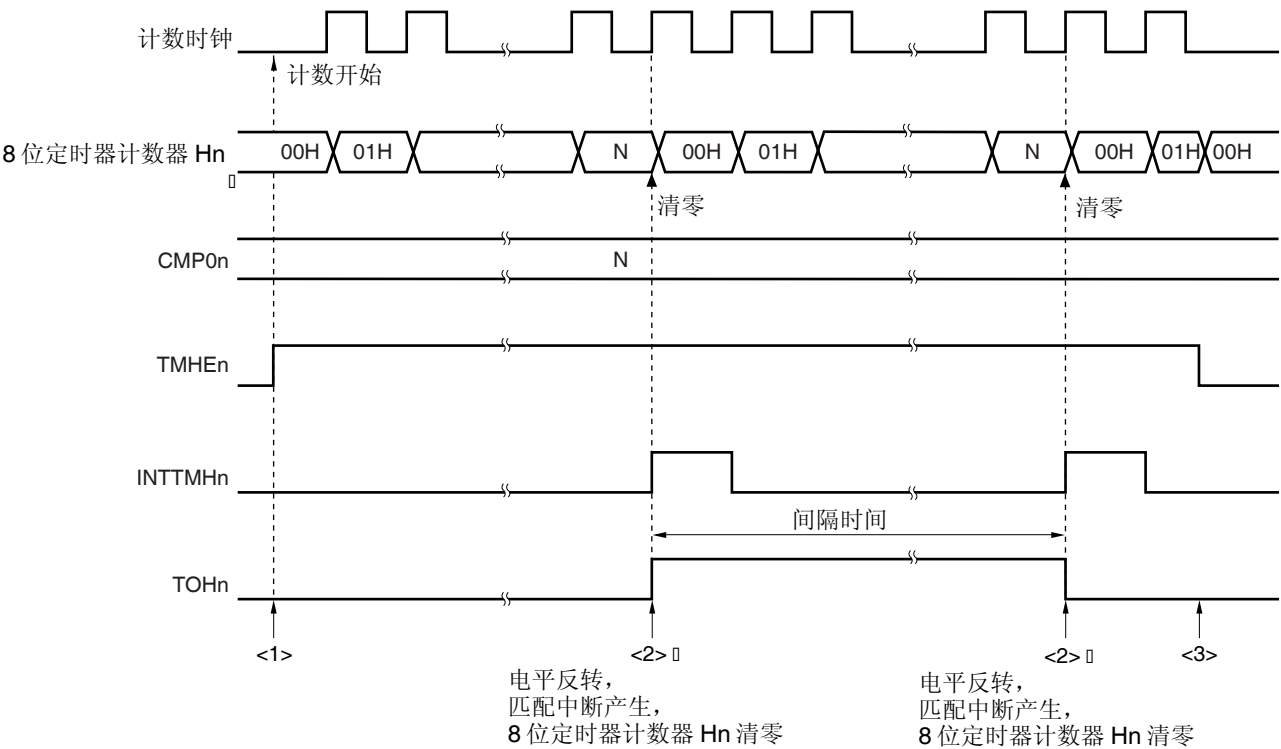 计数时钟
计数开始
8 位定时器计数器 Hn
00H 01H N 00H 01H N 00H 01H 00H
清零 清零
CMP0n N
TMHEn
INTTMHn
间隔时间
TOHn
<1> <2> <2> <3>
电平反转，
匹配中断产生，
8 位定时器计数器 Hn 清零
电平反转，
匹配中断产生，
8 位定时器计数器 Hn 清零